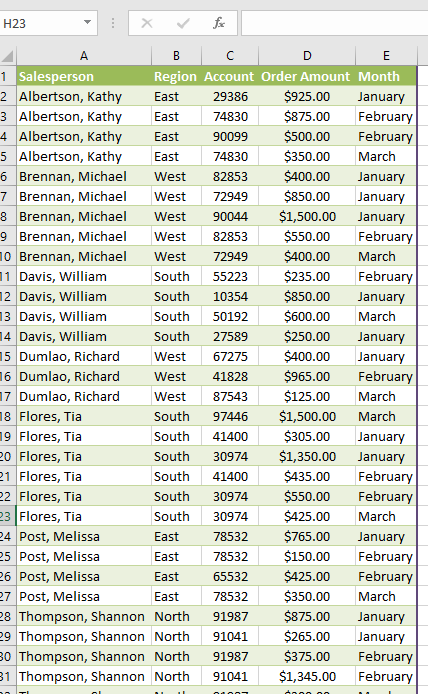 H23 fx
A B C D E
1 Salesperson Region Account Order Amount Month
2 Albertson, Kathy East 29386 $925.00 January
3 Albertson, Kathy East 74830 $875.00 February
4 Albertson, Kathy East 90099 $500.00 February
5 Albertson, Kathy East 74830 $350.00 March
6 Brennan, Michael West 82853 $400.00 January
7 Brennan, Michael West 72949 $850.00 January
8 Brennan, Michael West 90044 $1,500.00 January
9 Brennan, Michael West 82853 $550.00 February
10 Brennan, Michael West 72949 $400.00 March
11 Davis, William South 55223 $235.00 February
12 Davis, William South 10354 $850.00 January
13 Davis, William South 50192 $600.00 March
14 Davis, William South 27589 $250.00 January
15 Dumlao, Richard West 67275 $400.00 January
16 Dumlao, Richard West 41828 $965.00 February
17 Dumlao, Richard West 87543 $125.00 March
18 Flores, Tia South 97446 $1,500.00 March
19 Flores, Tia South 41400 $305.00 January
20 Flores, Tia South 30974 $1,350.00 January
21 Flores, Tia South 41400 $435.00 February
22 Flores, Tia South 30974 $550.00 February
23 Flores, Tia South 30974 $425.00 March
24 Post, Melissa East 78532 $765.00 January
25 Post, Melissa East 78532 $150.00 February
26 Post, Melissa East 65532 $425.00 February
27 Post, Melissa East 78532 $350.00 March
28 Thompson, Shannon North 91987 $875.00 January
29 Thompson, Shannon North 91041 $265.00 January
30 Thompson, Shannon North 91987 $375.00 February
31 Thompson, Shannon North 91041 $1,345.00 February